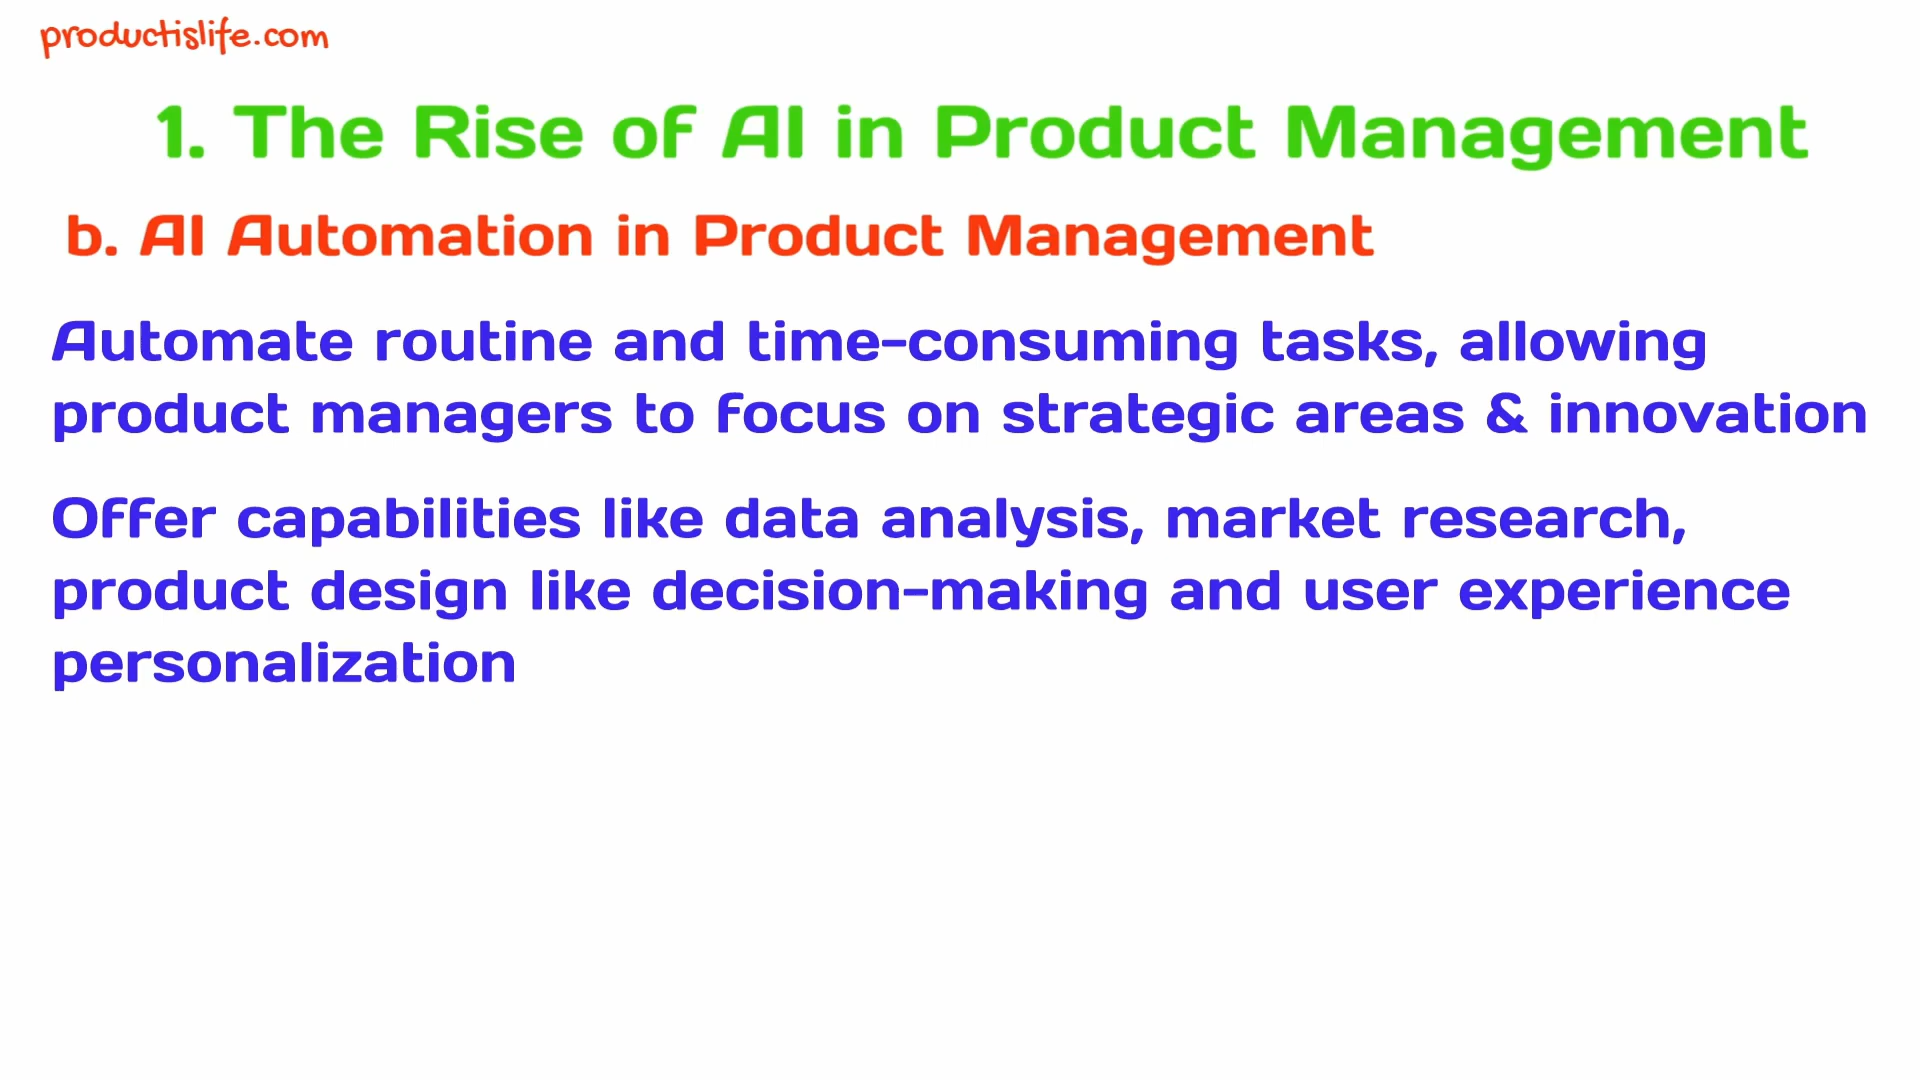 productislife.com
1. The Rise of AI in Product Management
b. AI Automation in Product Management
Automate routine and time-consuming tasks, allowing
product managers to focus on strategic areas & innovation
Offer capabilities like data analysis, market research,
product design like decision-making and user experience
personalization